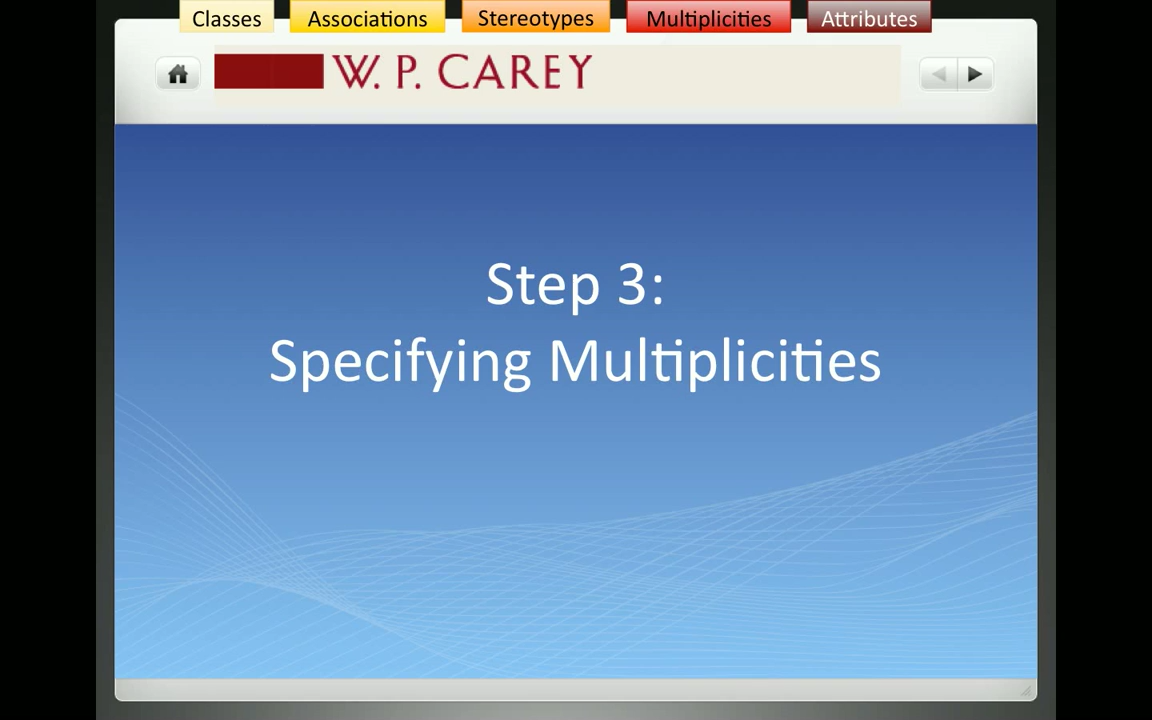 Classes Associations Stereotypes Multiplicities Attributes
W. P. CAREY
Step 3:
Specifying Multiplicities